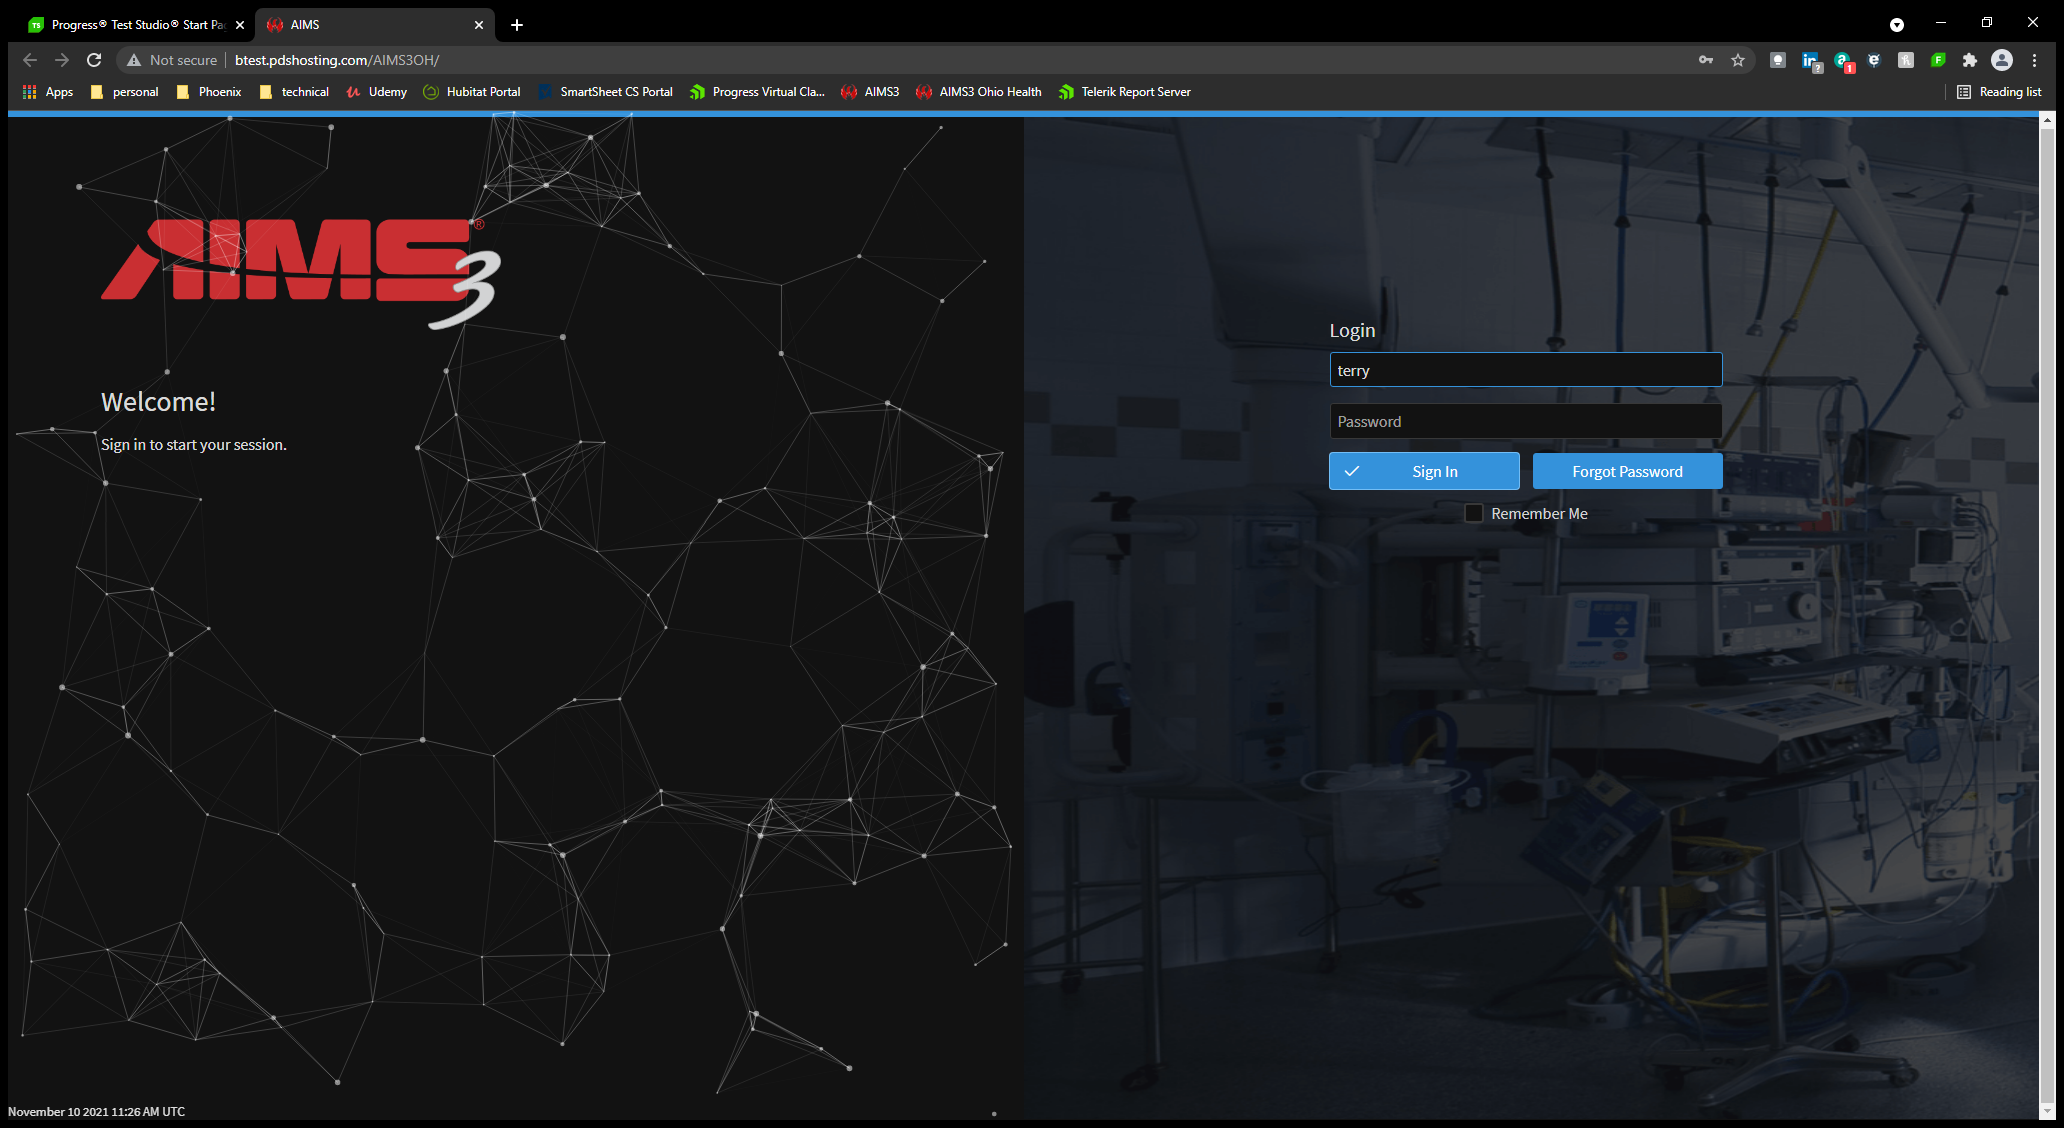 Progress® Test Studio® Start Pa
AIMS
Not secure
btest.pdshosting.com/AIMS3OH/
Apps
personal
Phoenix
technical
Udemy
Hubitat Portal
SmartSheet CS Portal
Progress Virtual Cla...
AIMS3
AIMS3 Ohio Health
Telerik Report Server
Reading list
AIMS®3
Welcome!
Sign in to start your session.
Login
terry
Password
Sign In
Forgot Password
Remember Me
November 10 2021 11:26 AM UTC